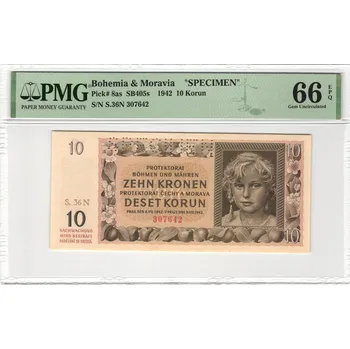 PMG
PAPER MONEY GUARANTY
Bohemia & Moravia "SPECIMEN"
Pick# 8as SB405s 1942 10 Korun
S/N S.36N 307642
66 EPQ
Gem Uncirculated
10
PROTEKTORAT
BÖHMEN UND MÄHREN
ZEHN KRONEN
PROTEKTORÁT ČECHY A MORAVA
DESET KORUN
307642
S. 36 N
10
10